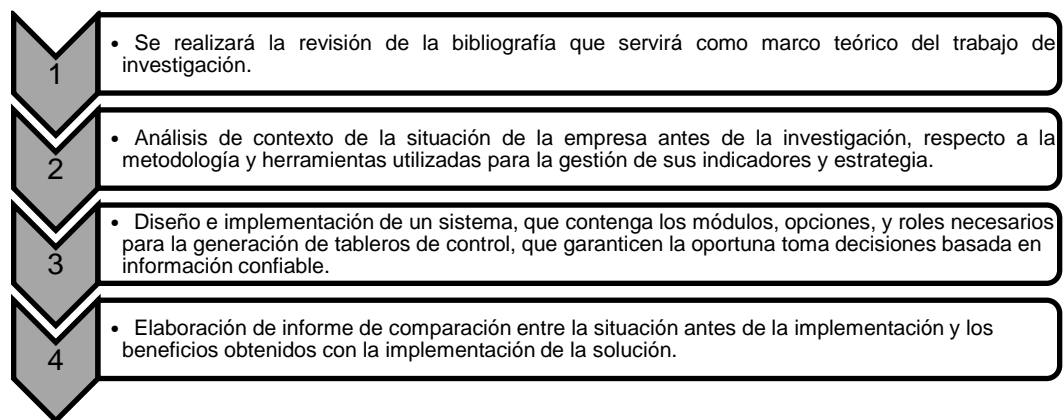 1
• Se realizará la revisión de la bibliografía que servirá como marco teórico del trabajo de
investigación.
2
• Análisis de contexto de la situación de la empresa antes de la investigación, respecto a la
metodología y herramientas utilizadas para la gestión de sus indicadores y estrategia.
3
• Diseño e implementación de un sistema, que contenga los módulos, opciones, y roles necesarios
para la generación de tableros de control, que garanticen la oportuna toma decisiones basada en
información confiable.
4
• Elaboración de informe de comparación entre la situación antes de la implementación y los
beneficios obtenidos con la implementación de la solución.